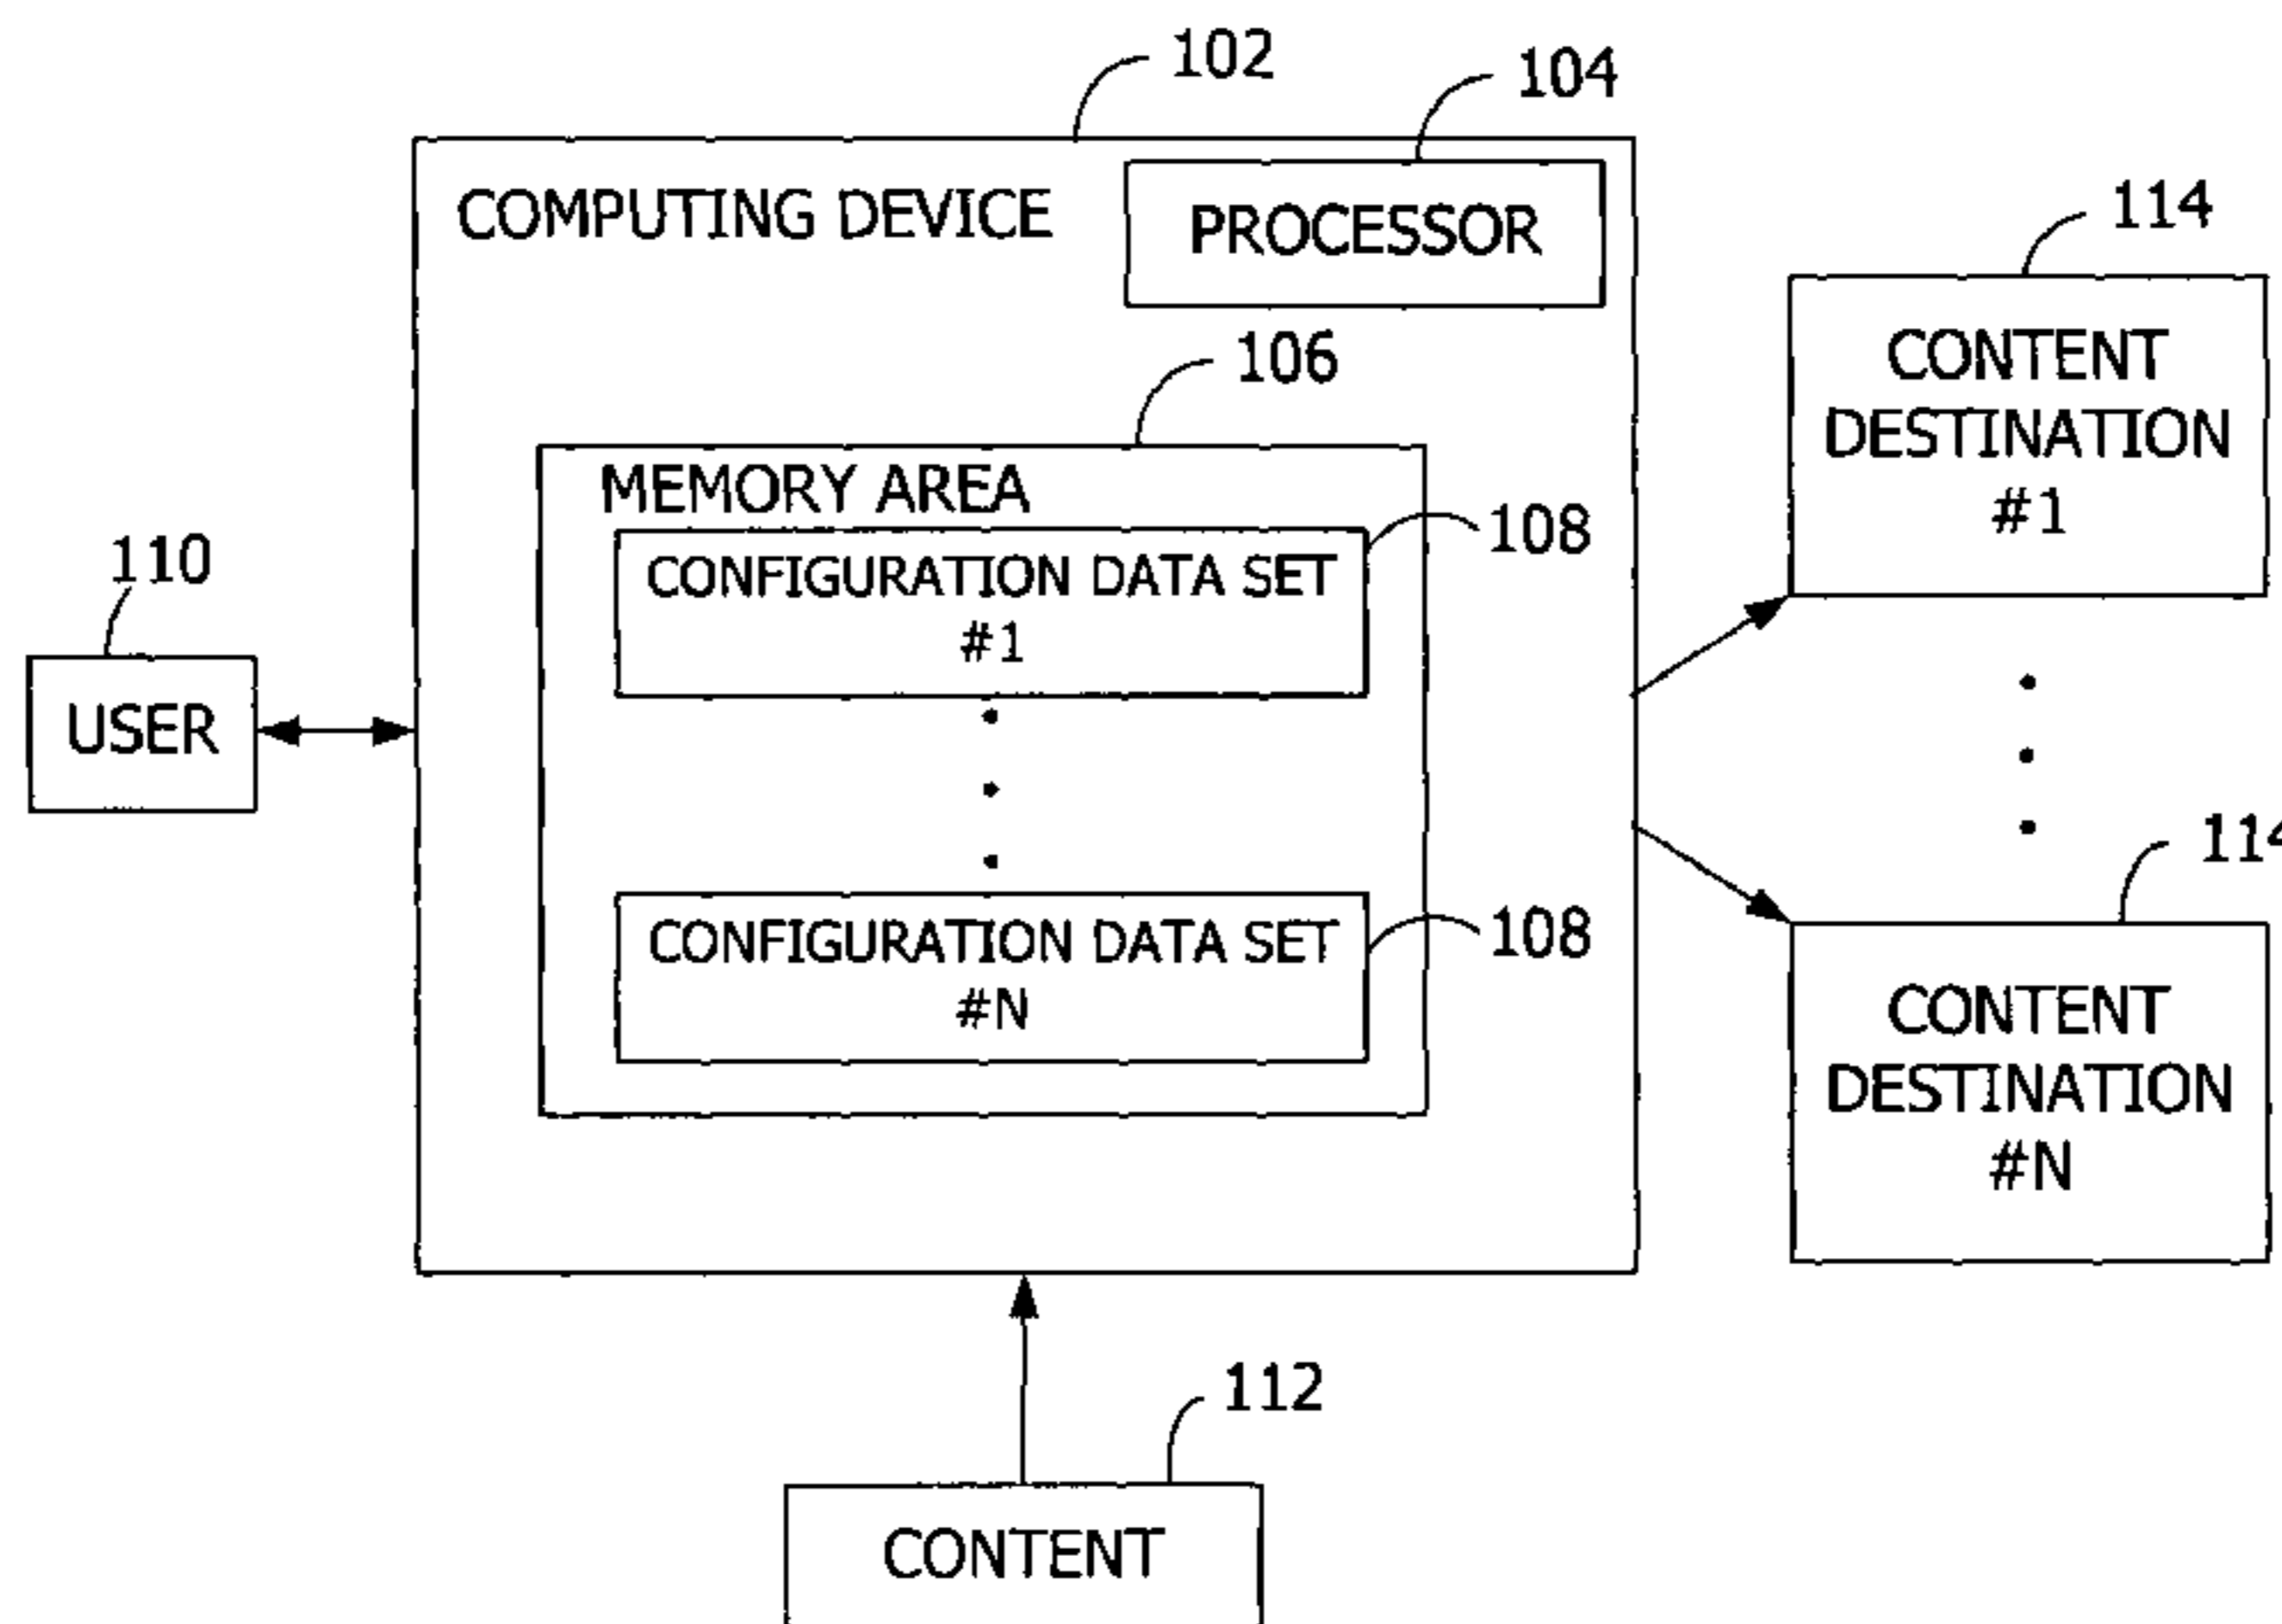 102
104
COMPUTING DEVICE
PROCESSOR
114
106
CONTENT
DESTINATION
#1
MEMORY AREA
108
CONFIGURATION DATA SET
#1
110
USER
114
108
CONFIGURATION DATA SET
#N
CONTENT
DESTINATION
#N
112
CONTENT